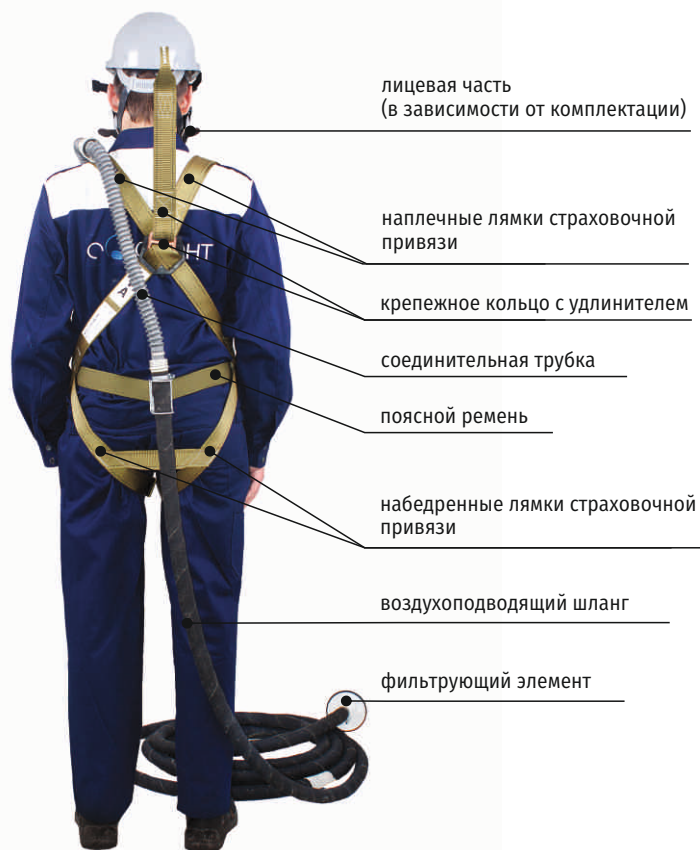 лицевая часть
(в зависимости от комплектации)
наплечные лямки страховочной
привязи
крепежное кольцо с удлинителем
соединительная трубка
поясной ремень
набедренные лямки страховочной
привязи
воздухоподводящий шланг
фильтрующий элемент